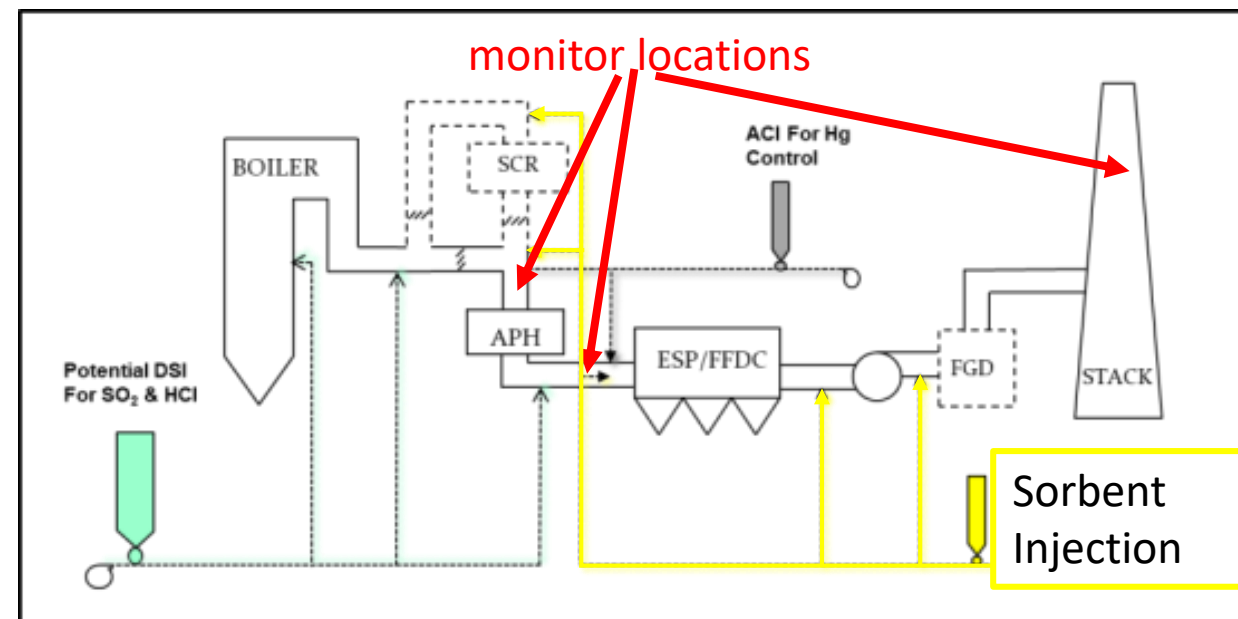 monitor locations
ACI For Hg
Control
BOILER
SCR
APH
ESP/FFDC
FGD
STACK
Potential DSI
For SO₂ & HCl
Sorbent
Injection